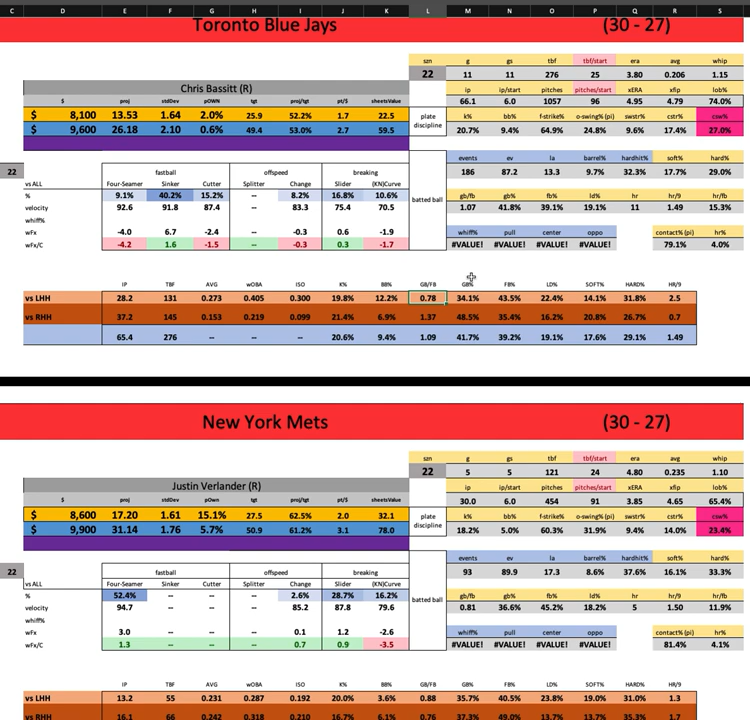 C D E F G H I J K L M N O P Q R S
Toronto Blue Jays (30 - 27)
szn g gs tbf tbf/start era avg whip
22 11 11 276 25 3.80 0.206 1.15
Chris Bassitt (R) ip ip/start pitches pitches/start xERA xfip lob%
66.1 6.0 1057 96 4.95 4.79 74.0%
$ proj stdDev pOWN tgt proj/tgt pt/$ sheetsValue
$ 8,100 13.53 1.64 2.0% 25.9 52.2% 1.7 22.5
plate discipline
k% bb% f-strike% o-swing% (pi) swstr% cstr% csw%
$ 9,600 26.18 2.10 0.6% 49.4 53.0% 2.7 59.5
20.7% 9.4% 64.9% 24.8% 9.6% 17.4% 27.0%
events ev la barrel% hardhit% soft% hard%
22 fastball offspeed breaking
186 87.2 13.3 9.7% 32.3% 17.7% 29.0%
vs ALL Four-Seamer Sinker Cutter Splitter Change Slider (KN)Curve
% 9.1% 40.2% 15.2% -- 8.2% 16.8% 10.6%
batted ball
gb/fb gb% fb% ld% hr hr/9 hr/fb
velocity 92.6 91.8 87.4 -- 83.3 75.4 70.5
1.07 41.8% 39.1% 19.1% 11 1.49 15.3%
whiff%
wFx -4.0 6.7 -2.4 -- -0.3 0.6 -1.9
whiff% pull center oppo contact% (pi) hr%
wFx/C -4.2 1.6 -1.5 -- -0.3 0.3 -1.7
#VALUE! #VALUE! #VALUE! #VALUE! 79.1% 4.0%
IP TBF AVG wOBA ISO K% BB% GB/FB GB% FB% LD% SOFT% HARD% HR/9
vs LHH 28.2 131 0.273 0.405 0.300 19.8% 12.2% 0.78 34.1% 43.5% 22.4% 14.1% 31.8% 2.5
vs RHH 37.2 145 0.153 0.219 0.099 21.4% 6.9% 1.37 48.5% 35.4% 16.2% 20.8% 26.7% 0.7
65.4 276 -- -- -- 20.6% 9.4% 1.09 41.7% 39.2% 19.1% 17.6% 29.1% 1.49
New York Mets (30 - 27)
szn g gs tbf tbf/start era avg whip
22 5 5 121 24 4.80 0.235 1.10
Justin Verlander (R) ip ip/start pitches pitches/start xERA xfip lob%
30.0 6.0 454 91 3.85 4.65 65.4%
$ proj stdDev pOwn tgt proj/tgt pt/$ sheetsValue
$ 8,600 17.20 1.61 15.1% 27.5 62.5% 2.0 32.1
plate discipline
k% bb% f-strike% o-swing% (pi) swstr% cstr% csw%
$ 9,900 31.14 1.76 5.7% 50.9 61.2% 3.1 78.0
18.2% 5.0% 60.3% 31.9% 9.4% 14.0% 23.4%
events ev la barrel% hardhit% soft% hard%
22 fastball offspeed breaking
93 89.9 17.3 8.6% 37.6% 16.1% 33.3%
vs ALL Four-Seamer Sinker Cutter Splitter Change Slider (KN)Curve
% 52.4% -- -- -- 2.6% 28.7% 16.2%
batted ball
gb/fb gb% fb% ld% hr hr/9 hr/fb
velocity 94.7 -- -- -- 85.2 87.8 79.6
0.81 36.6% 45.2% 18.2% 5 1.50 11.9%
whiff%
wFx 3.0 -- -- -- 0.1 1.2 -2.6
whiff% pull center oppo contact% (pi) hr%
wFx/C 1.3 -- -- -- 0.7 0.9 -3.5
#VALUE! #VALUE! #VALUE! #VALUE! 81.4% 4.1%
IP TBF AVG wOBA ISO K% BB% GB/FB GB% FB% LD% SOFT% HARD% HR/9
vs LHH 13.2 55 0.231 0.287 0.192 20.0% 3.6% 0.88 35.7% 40.5% 23.8% 19.0% 31.0% 1.3
vs RHH 16.1 66 0.242 0.318 0.210 16.7% 6.1% 0.76 37.3% 49.0% 13.7% 13.7% 35.3% 1.7